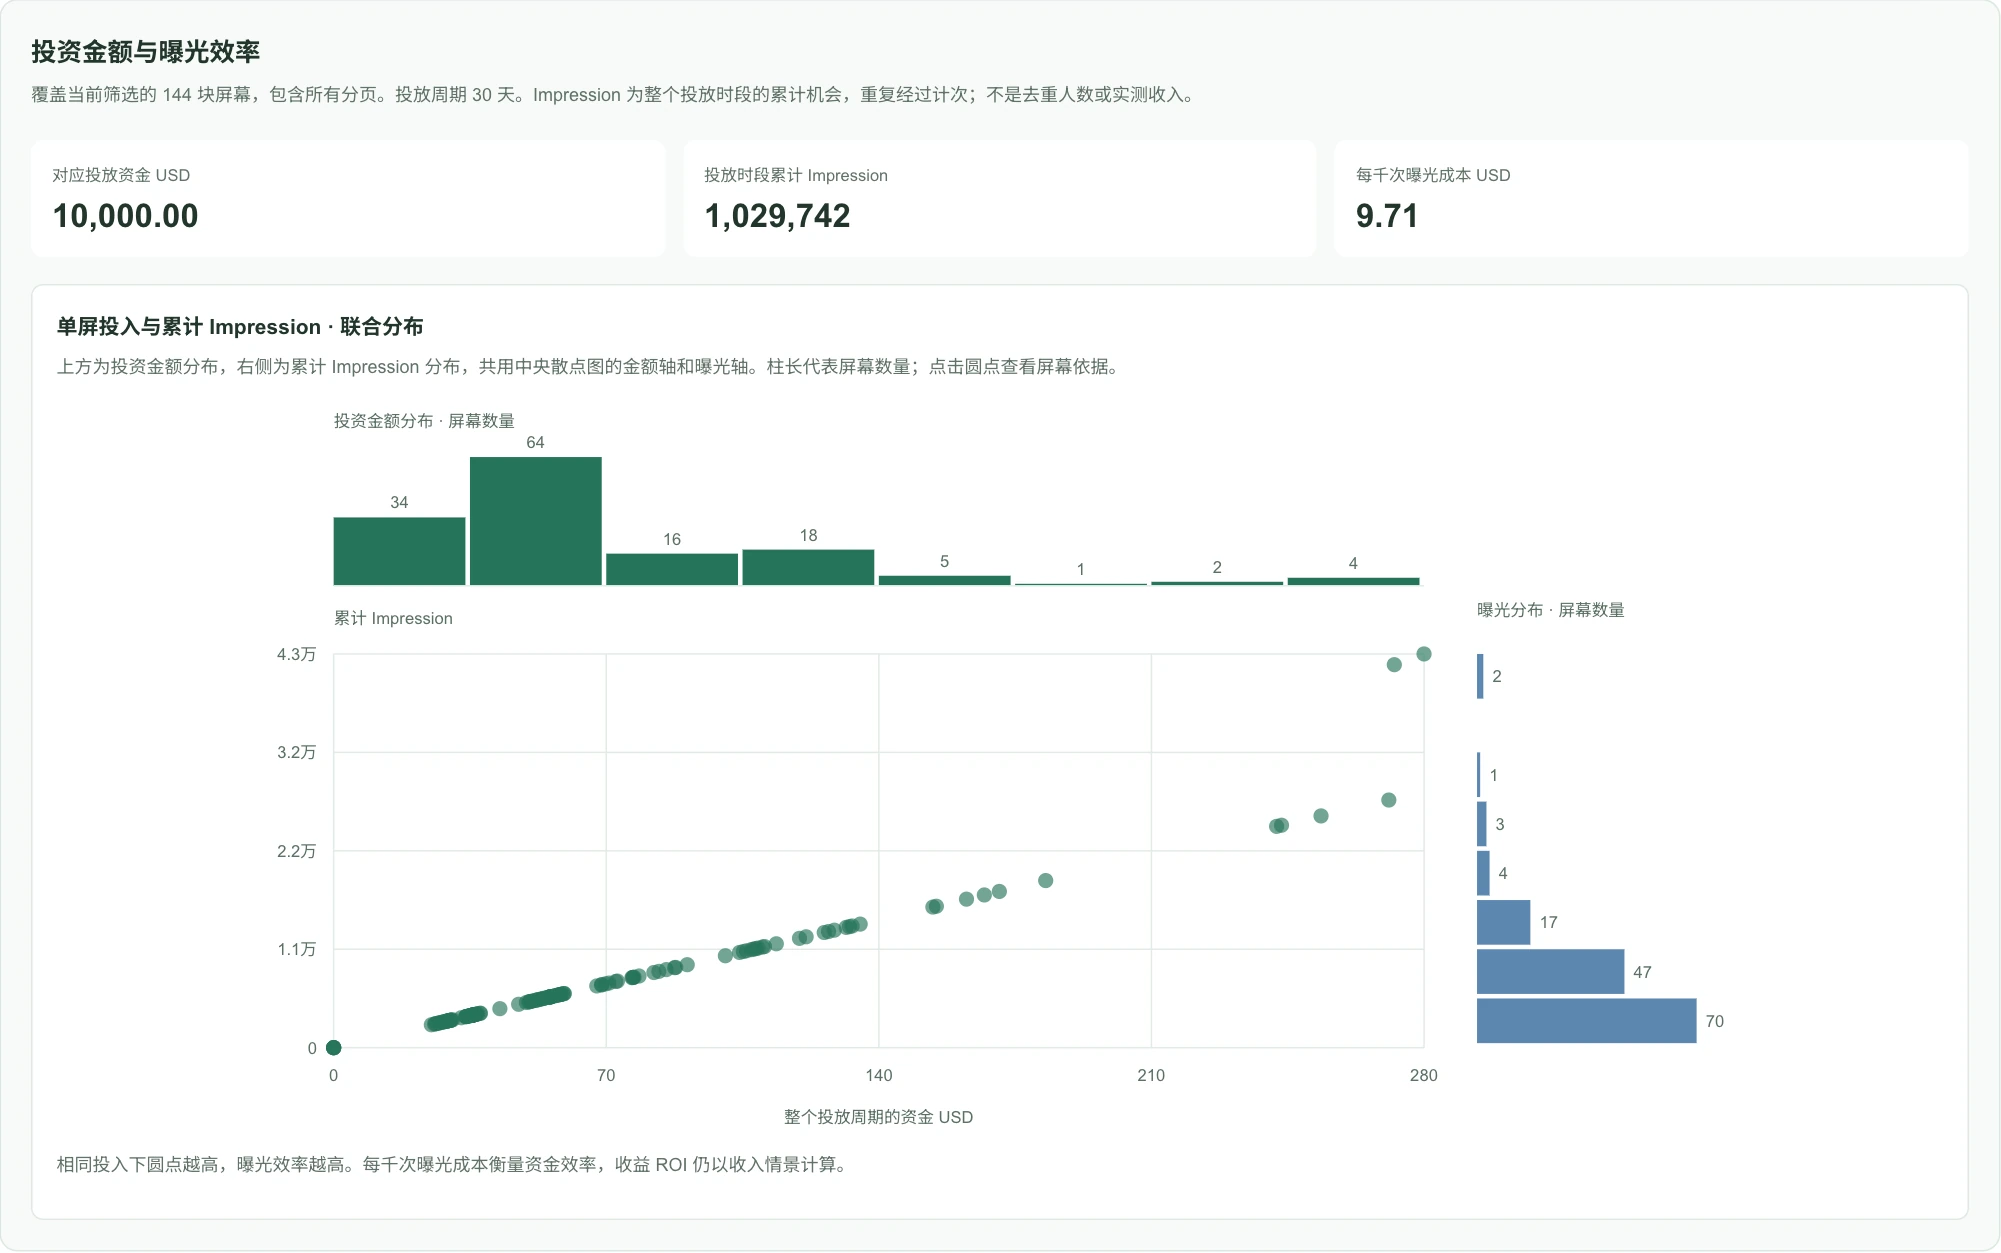 投资金额与曝光效率
覆盖当前筛选的 144 块屏幕，包含所有分页。投放周期 30 天。Impression 为整个投放时段的累计机会，重复经过计次；不是去重人数或实测收入。
对应投放资金 USD
10,000.00
投放时段累计 Impression
1,029,742
每千次曝光成本 USD
9.71
单屏投入与累计 Impression · 联合分布
上方为投资金额分布，右侧为累计 Impression 分布，共用中央散点图的金额轴和曝光轴。柱长代表屏幕数量；点击圆点查看屏幕依据。
投资金额分布 · 屏幕数量
34
64
16
18
5
1
2
4
累计 Impression
4.3万
3.2万
2.2万
1.1万
0
0
70
140
210
280
整个投放周期的资金 USD
曝光分布 · 屏幕数量
2
1
3
4
17
47
70
相同投入下圆点越高，曝光效率越高。每千次曝光成本衡量资金效率，收益 ROI 仍以收入情景计算。